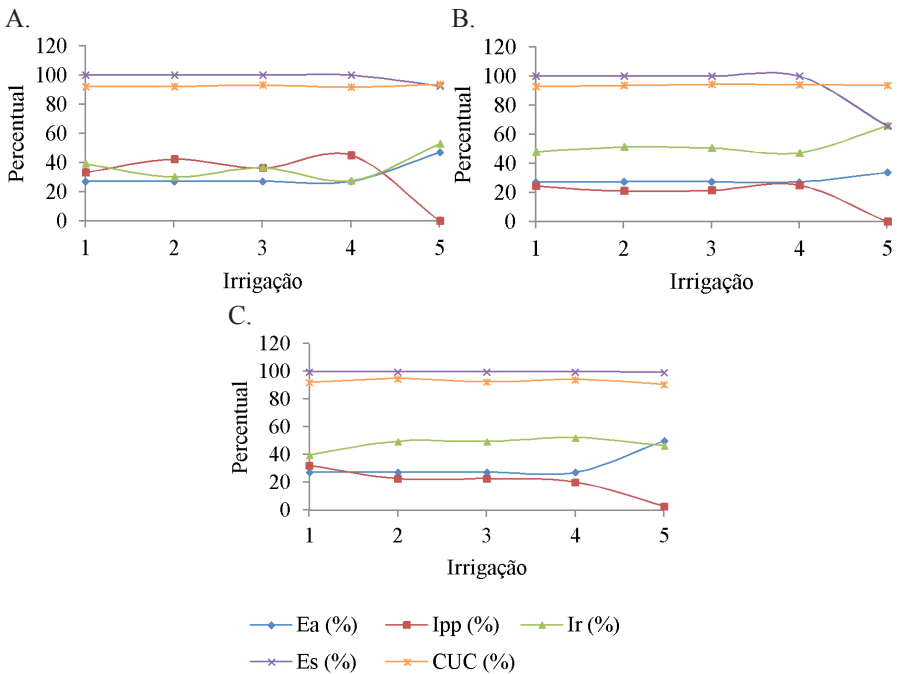 A.
120
100
80
60
40
20
0
Percentual
1 2 3 4 5
Irrigação
B.
120
100
80
60
40
20
0
Percentual
1 2 3 4 5
Irrigação
C.
120
100
80
60
40
20
0
Percentual
1 2 3 4 5
Irrigação
Ea (%) Ipp (%) Ir (%)
Es (%) CUC (%)